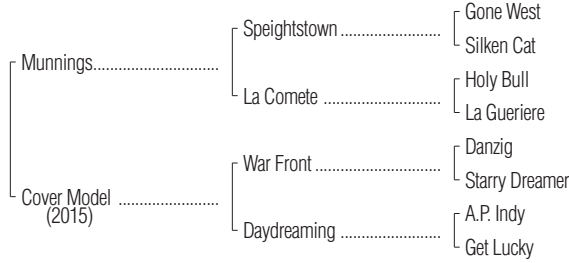 Gone West
Speightstown
Silken Cat
Munnings
Holy Bull
La Comete
La Gueriere
Danzig
War Front
Starry Dreamer
Cover Model
(2015)
A.P. Indy
Daydreaming
Get Lucky